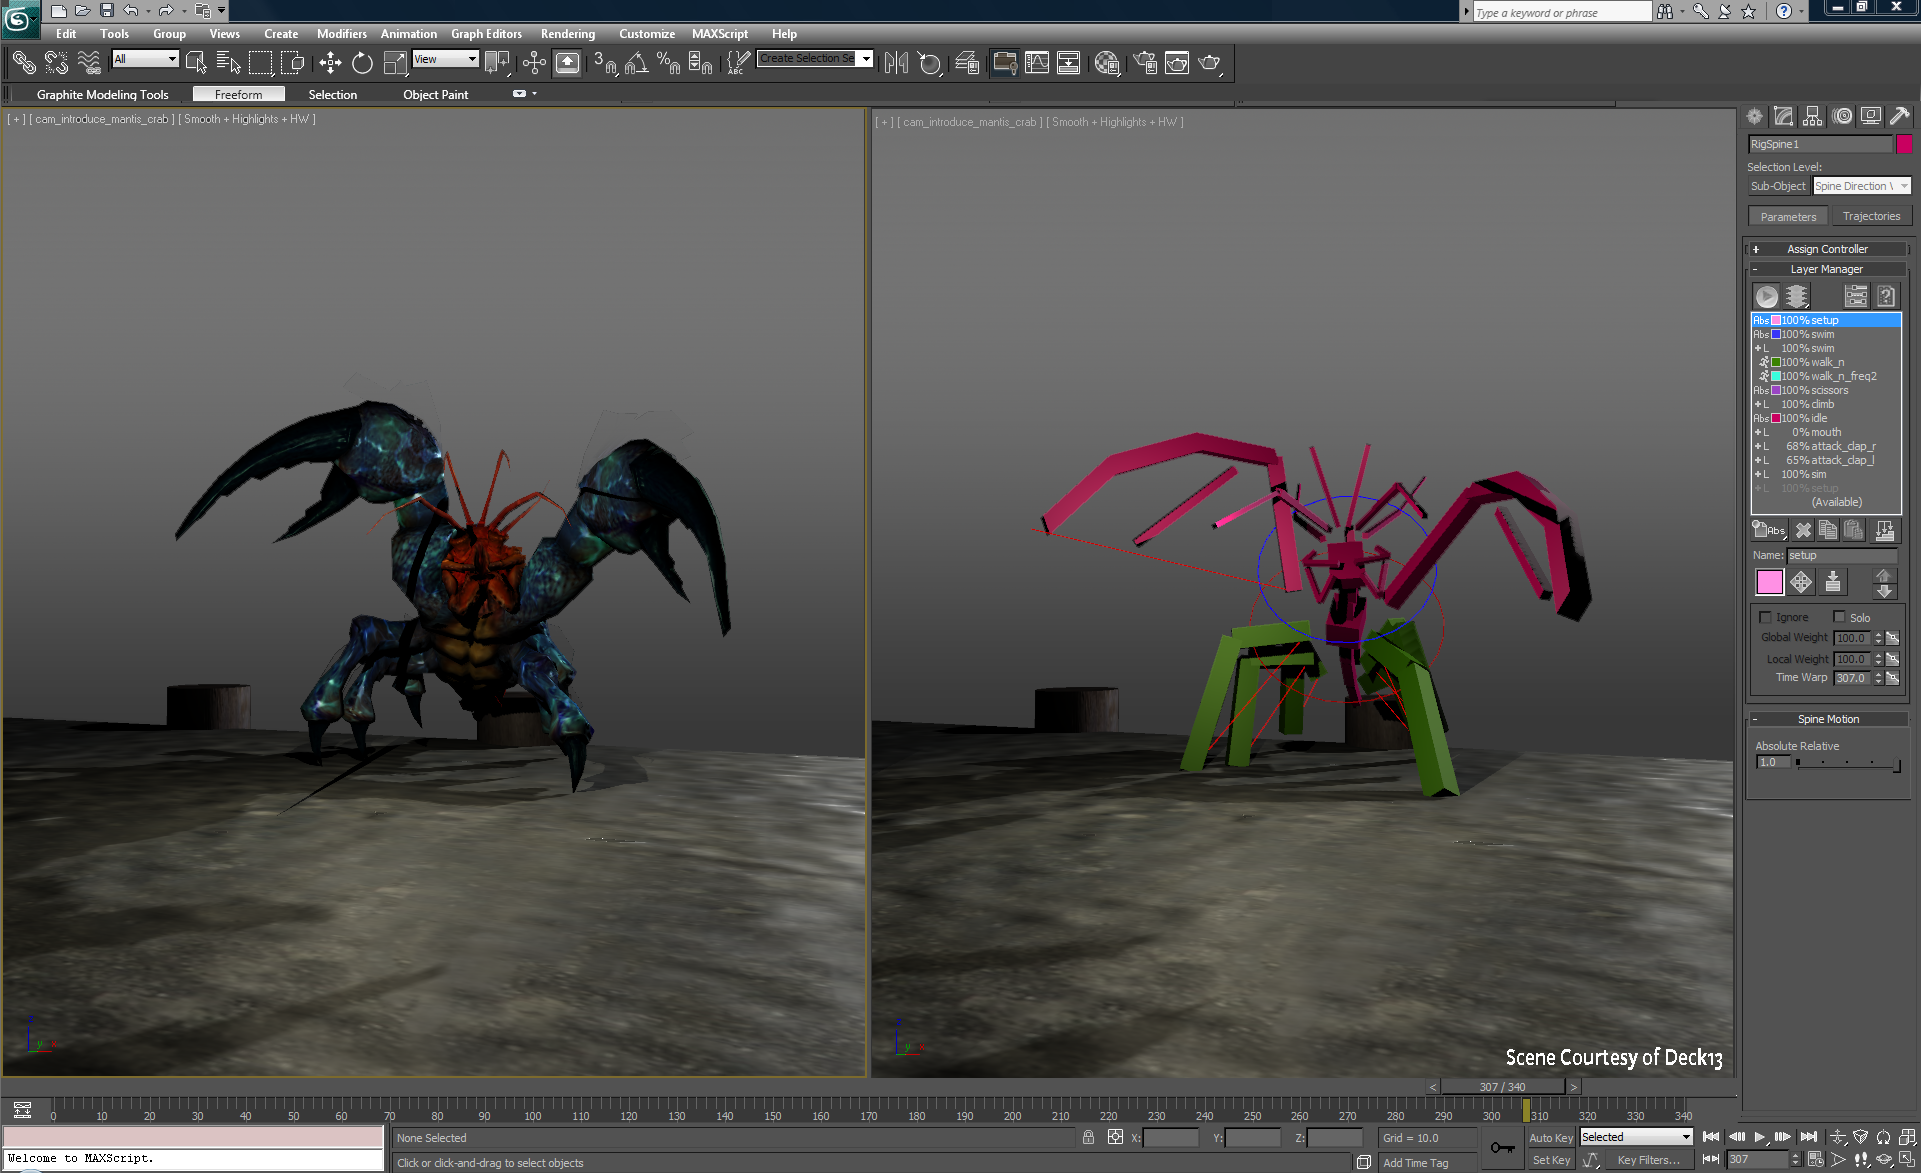 Type a keyword or phrase
Edit Tools Group Views Create Modifiers Animation Graph Editors Rendering Customize MAXScript Help
All View Create Selection Se
Graphite Modeling Tools Freeform Selection Object Paint
[ + ] [ cam_introduce_mantis_crab ] [ Smooth + Highlights + HW ]
[ + ] [ cam_introduce_mantis_crab ] [ Smooth + Highlights + HW ]
RigSpine1
Selection Level:
Sub-Object Spine Direction \
Parameters Trajectories
+ Assign Controller
- Layer Manager
Abs 100% setup
Abs 100% swim
+ L 100% swim
100% walk_n
100% walk_n_freq2
Abs 100% scissors
+ L 100% climb
Abs 100% idle
+ L 0% mouth
+ L 68% attack_clap_r
+ L 65% attack_clap_l
+ L 100% sim
+ L 100% setup
(Available)
Abs
Name: setup
Ignore Solo
Global Weight 100.0
Local Weight 100.0
Time Warp 307.0
- Spine Motion
Absolute Relative
1.0
z
y x
z
y x
Scene Courtesy of Deck13
< 307 / 340 >
0 10 20 30 40 50 60 70 80 90 100 110 120 130 140 150 160 170 180 190 200 210 220 230 240 250 260 270 280 290 300 310 320 330 340
None Selected X: Y: Z: Grid = 10.0 Auto Key Selected
Welcome to MAXScript.
Click or click-and-drag to select objects Add Time Tag Set Key Key Filters... 307